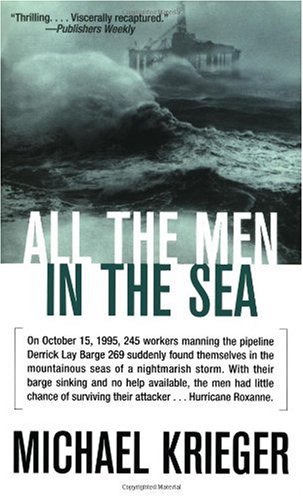 "Thrilling. . . . Viscerally recaptured."
—Publishers Weekly
ALL THE MEN
IN THE SEA
On October 15, 1995, 245 workers manning the pipeline
Derrick Lay Barge 269 suddenly found themselves in the
mountainous seas of a nightmarish storm. With their
barge sinking and no help available, the men had little
chance of surviving their attacker . . . Hurricane Roxanne.
MICHAEL KRIEGER
Copyrighted Material